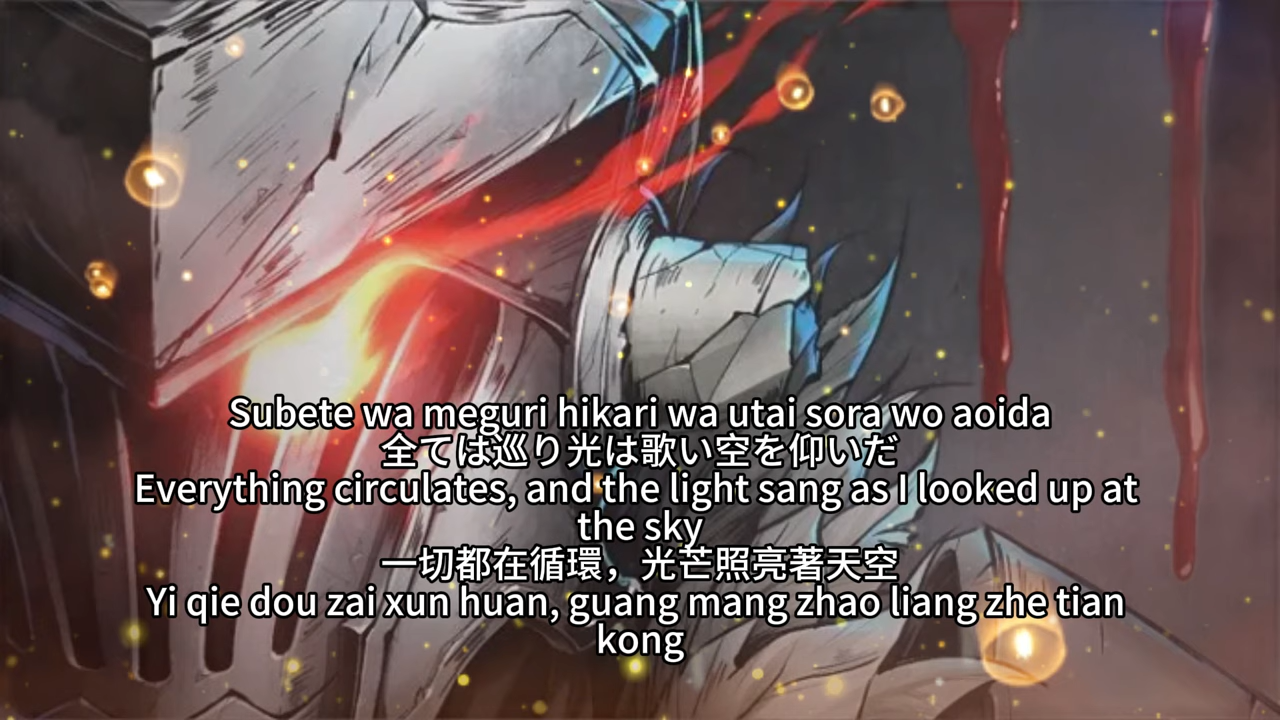 Subete wa meguri hikari wa utai sora wo aoida
全ては巡り光は歌い空を仰いだ
Everything circulates, and the light sang as I looked up at
the sky
一切都在循環，光芒照亮著天空
Yi qie dou zai xun huan, guang mang zhao liang zhe tian
kong